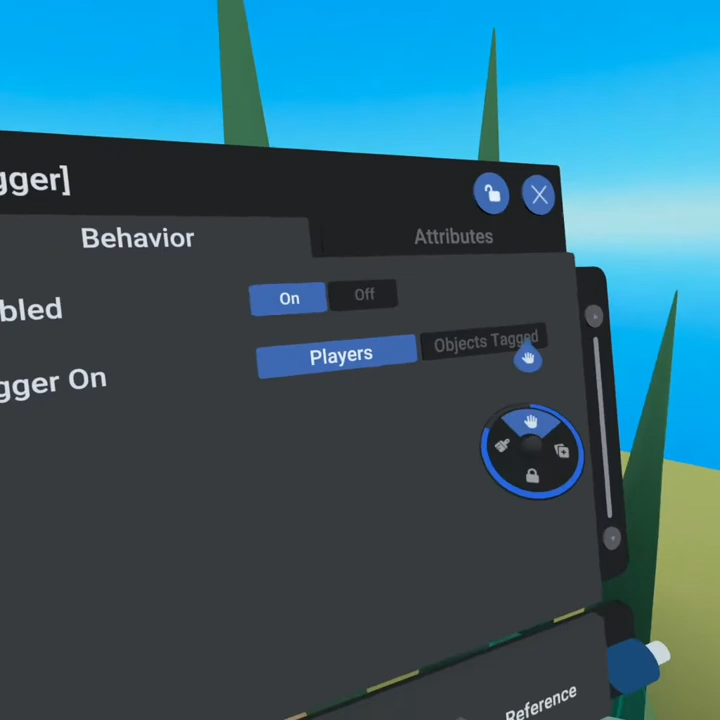 gger]
Behavior
Attributes
bled
On
Off
gger On
Players
Objects Tagged
Reference